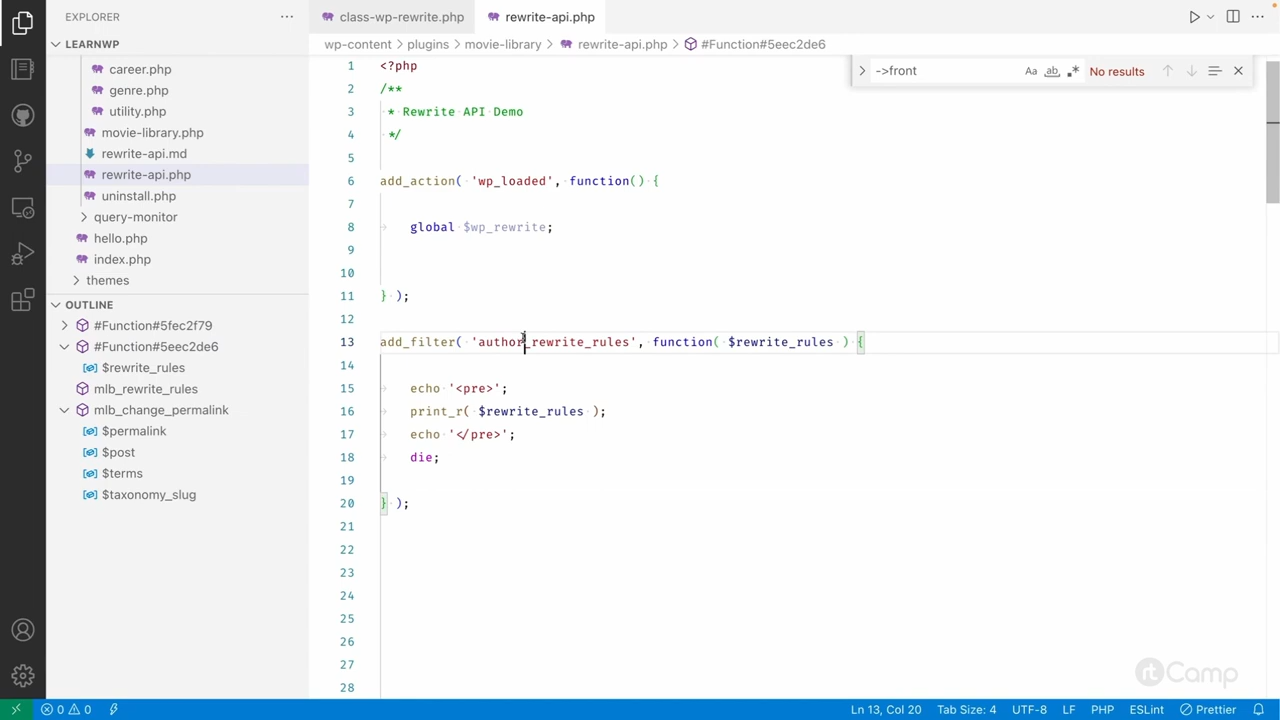 EXPLORER
class-wp-rewrite.php
rewrite-api.php
LEARNWP
wp-content > plugins > movie-library > rewrite-api.php > #Function#5eec2de6
->front
Aa
ab
No results
career.php
genre.php
utility.php
movie-library.php
rewrite-api.md
rewrite-api.php
uninstall.php
query-monitor
hello.php
index.php
themes
OUTLINE
#Function#5fec2f79
#Function#5eec2de6
$rewrite_rules
mlb_rewrite_rules
mlb_change_permalink
$permalink
$post
$terms
$taxonomy_slug
1 <?php
2 /**
3 * Rewrite API Demo
4 */
5
6 add_action( 'wp_loaded', function() {
7
8 global $wp_rewrite;
9
10
11 } );
12
13 add_filter( 'author_rewrite_rules', function( $rewrite_rules ) {
14
15 echo '<pre>';
16 print_r( $rewrite_rules );
17 echo '</pre>';
18 die;
19
20 } );
21
22
23
24
25
26
27
28
rtCamp
0 0
Ln 13, Col 20
Tab Size: 4
UTF-8
LF
PHP
ESLint
Prettier